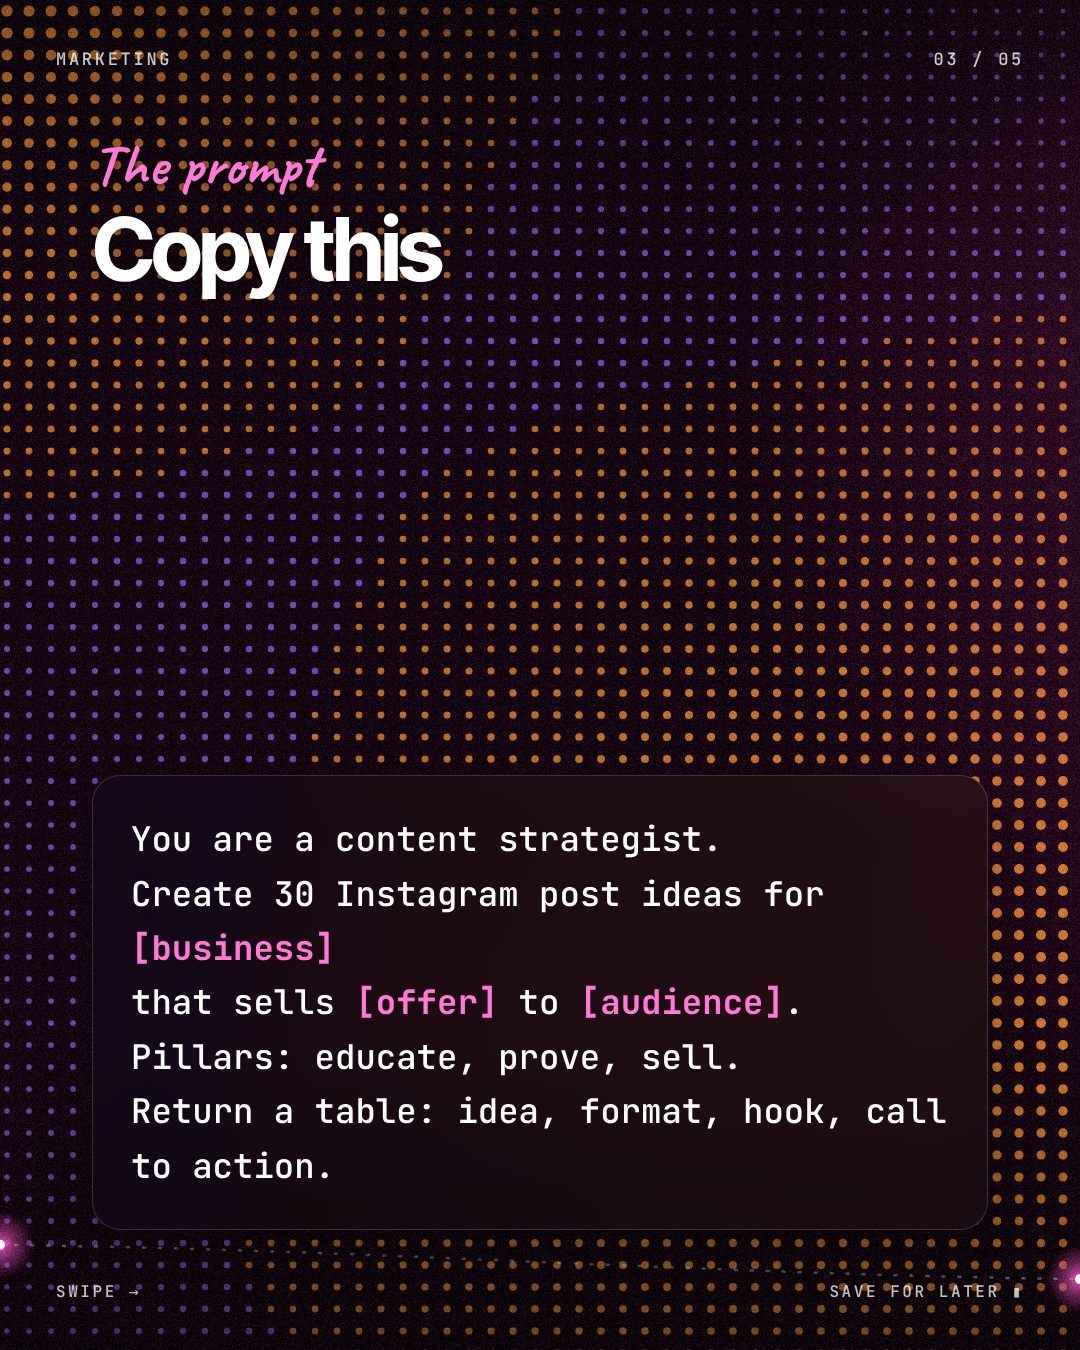 MARKETING
03 / 05
The prompt
Copy this
You are a content strategist.
Create 30 Instagram post ideas for
[business]
that sells [offer] to [audience].
Pillars: educate, prove, sell.
Return a table: idea, format, hook, call
to action.
SWIPE →
SAVE FOR LATER ▮